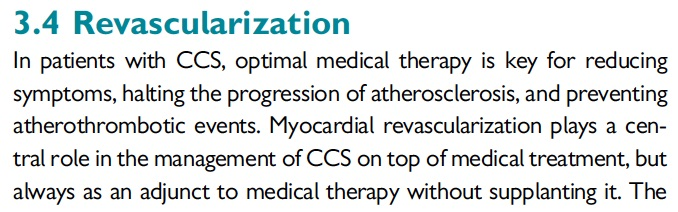 3.4 Revascularization
In patients with CCS, optimal medical therapy is key for reducing
symptoms, halting the progression of atherosclerosis, and preventing
atherothrombotic events. Myocardial revascularization plays a cen-
tral role in the management of CCS on top of medical treatment, but
always as an adjunct to medical therapy without supplanting it. The